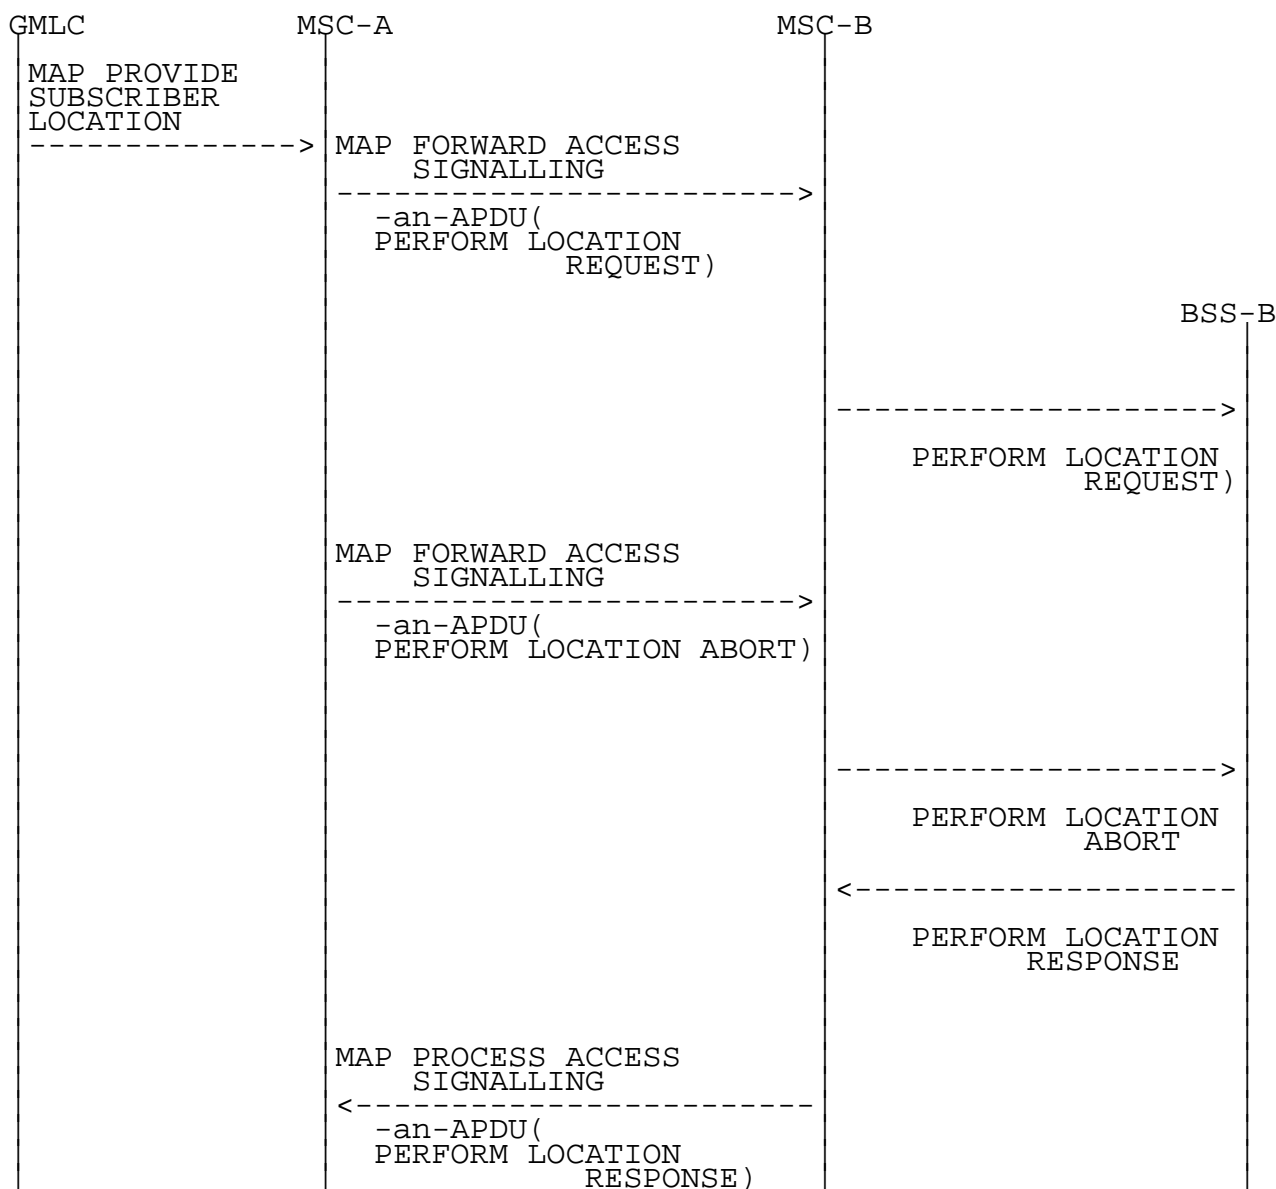 GMLC MSC-A MSC-B
MAP PROVIDE
SUBSCRIBER
LOCATION
--------------> MAP FORWARD ACCESS
SIGNALLING
------------------------>
-an-APDU(
PERFORM LOCATION
REQUEST)
BSS-B
-------------------->
PERFORM LOCATION
REQUEST)
MAP FORWARD ACCESS
SIGNALLING
------------------------>
-an-APDU(
PERFORM LOCATION ABORT)
-------------------->
PERFORM LOCATION
ABORT
<--------------------
PERFORM LOCATION
RESPONSE
MAP PROCESS ACCESS
SIGNALLING
<------------------------
-an-APDU(
PERFORM LOCATION
RESPONSE)